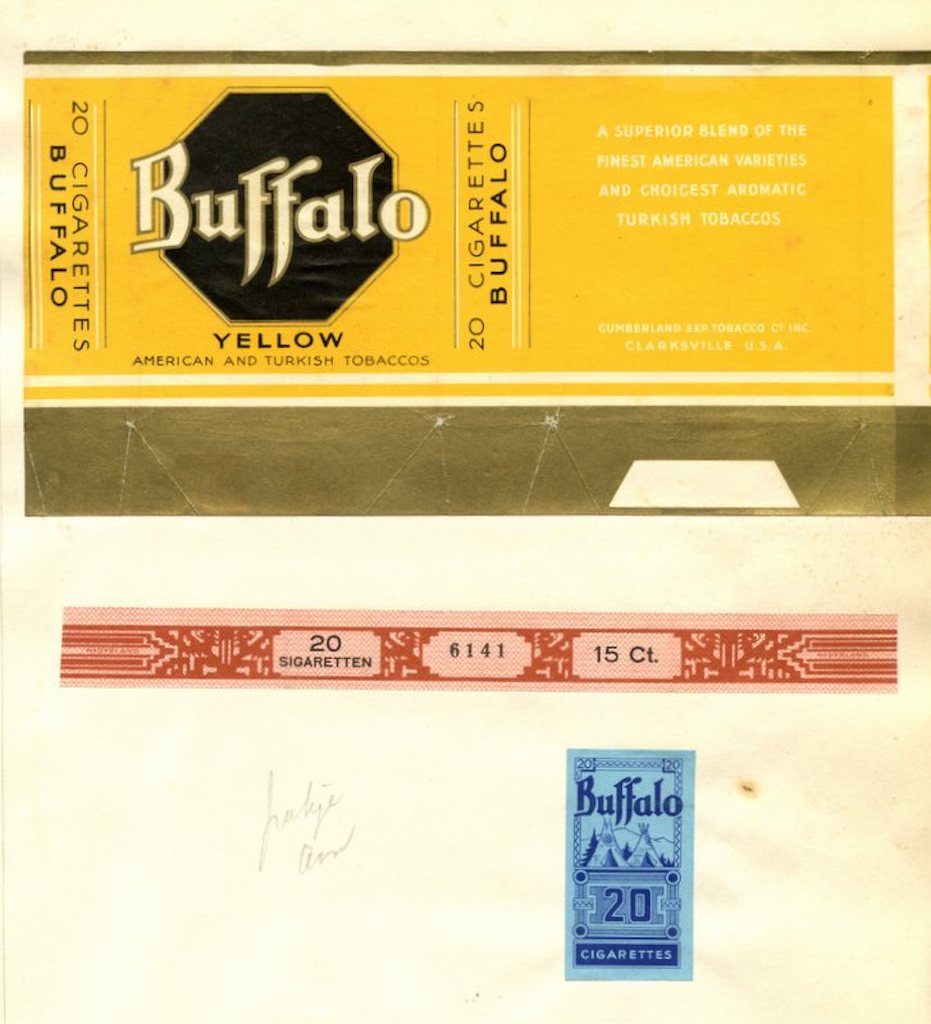 20 CIGARETTES
BUFFALO
Buffalo
YELLOW
AMERICAN AND TURKISH TOBACCOS
20 CIGARETTES
BUFFALO
A SUPERIOR BLEND OF THE
FINEST AMERICAN VARIETIES
AND CHOICEST AROMATIC
TURKISH TOBACCOS
CUMBERLAND EXP. TOBACCO Cº INC.
CLARKSVILLE U.S.A.
20
SIGARETTEN
6141
15 Ct.
20 20
Buffalo
20
CIGARETTES